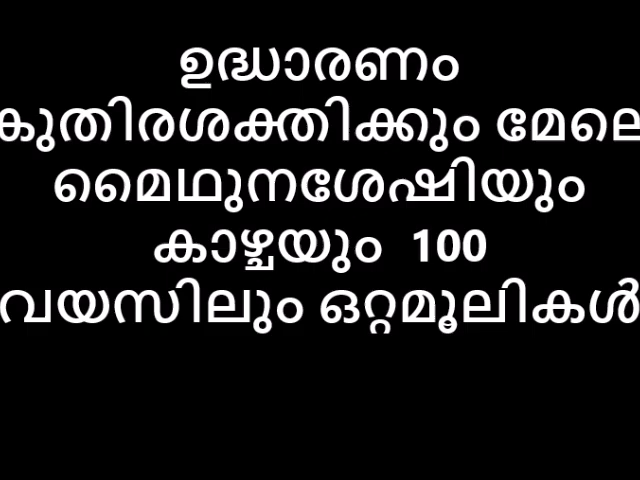 ഉദ്ധാരണം
കുതിരശക്തിക്കും മേലെ
മൈഥുനശേഷിയും
കാഴ്ചയും 100
വയസിലും ഒറ്റമൂലികൾ